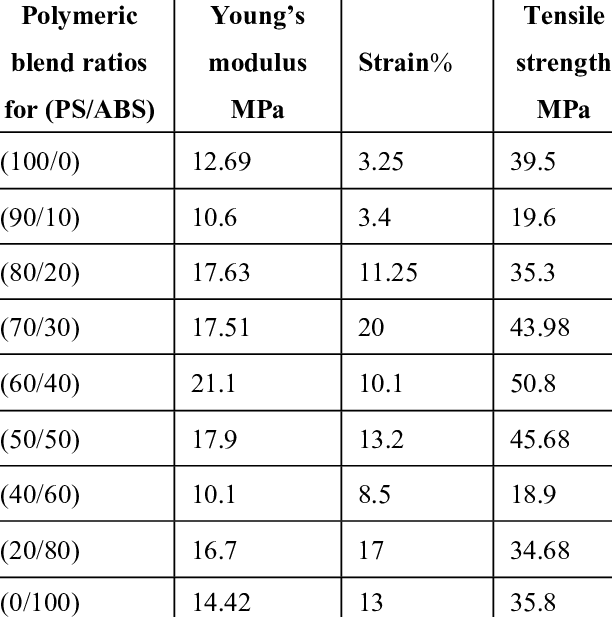 Polymeric Young’s Tensile
blend ratios modulus Strain% strength
for (PS/ABS) MPa MPa
(100/0) 12.69 3.25 39.5
(90/10) 10.6 3.4 19.6
(80/20) 17.63 11.25 35.3
(70/30) 17.51 20 43.98
(60/40) 21.1 10.1 50.8
(50/50) 17.9 13.2 45.68
(40/60) 10.1 8.5 18.9
(20/80) 16.7 17 34.68
(0/100) 14.42 13 35.8